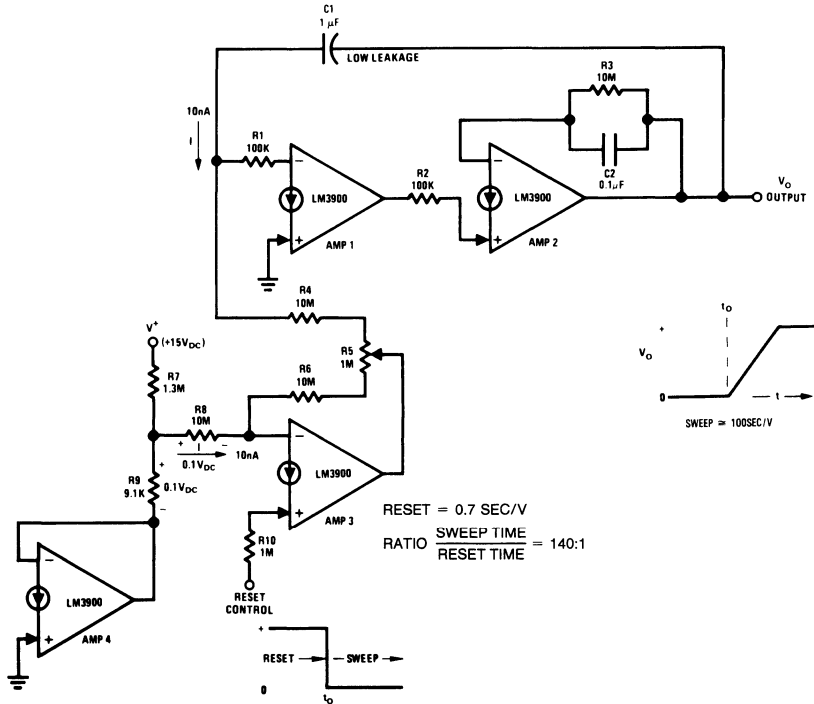 C1
1 µF
LOW LEAKAGE
R3
10M
10nA
I
R1
100K
−
LM3900
+
AMP 1
R2
100K
−
LM3900
+
AMP 2
C2
0.1µF
VO
OUTPUT
R4
10M
V+
(+15VDC)
R5
1M
R7
1.3M
R6
10M
R8
10M
+ I −
0.1VDC
10nA
−
LM3900
+
AMP 3
R9
9.1K
+
0.1VDC
−
R10
1M
RESET
CONTROL
−
LM3900
+
AMP 4
tO
+
VO
0
t
SWEEP ≅ 100SEC/V
RESET = 0.7 SEC/V
RATIO SWEEP TIME
RESET TIME = 140:1
+
RESET SWEEP
0
tO